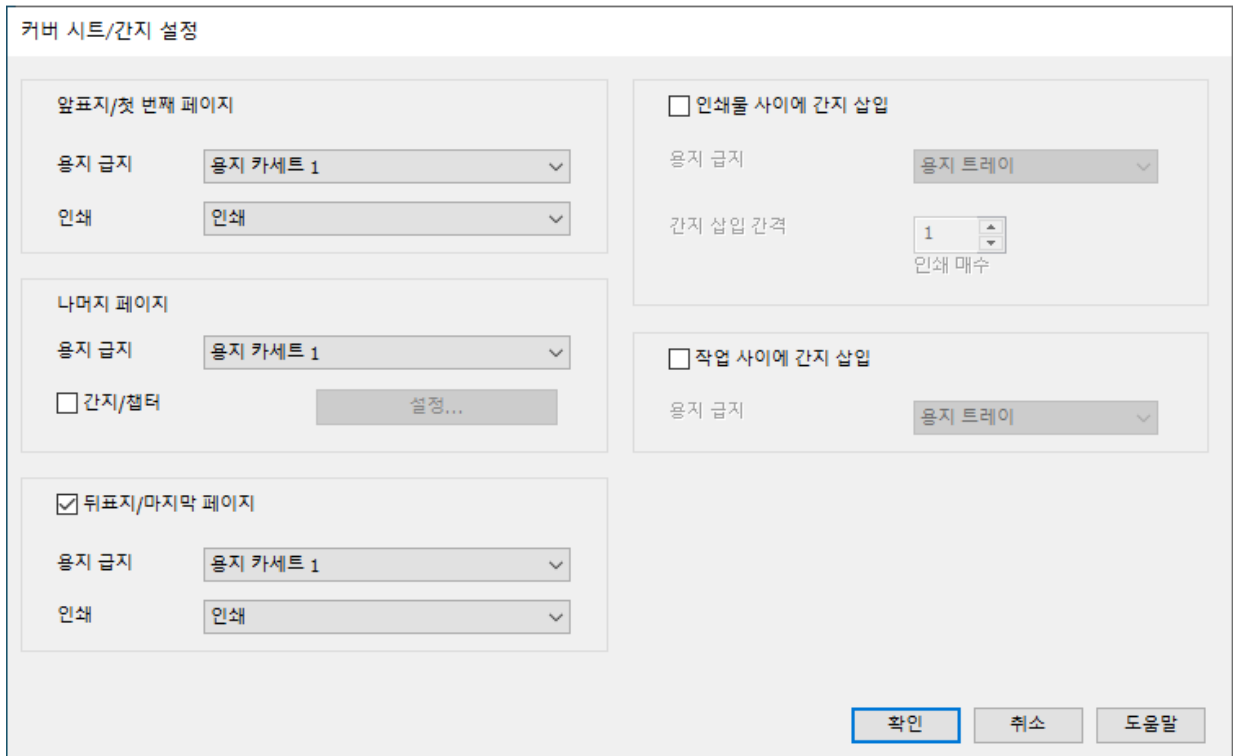 커버 시트/간지 설정
앞표지/첫 번째 페이지
용지 급지 용지 카세트 1
인쇄 인쇄
나머지 페이지
용지 급지 용지 카세트 1
간지/챕터 설정...
뒤표지/마지막 페이지
용지 급지 용지 카세트 1
인쇄 인쇄
인쇄물 사이에 간지 삽입
용지 급지 용지 트레이
간지 삽입 간격 1
인쇄 매수
작업 사이에 간지 삽입
용지 급지 용지 트레이
확인 취소 도움말